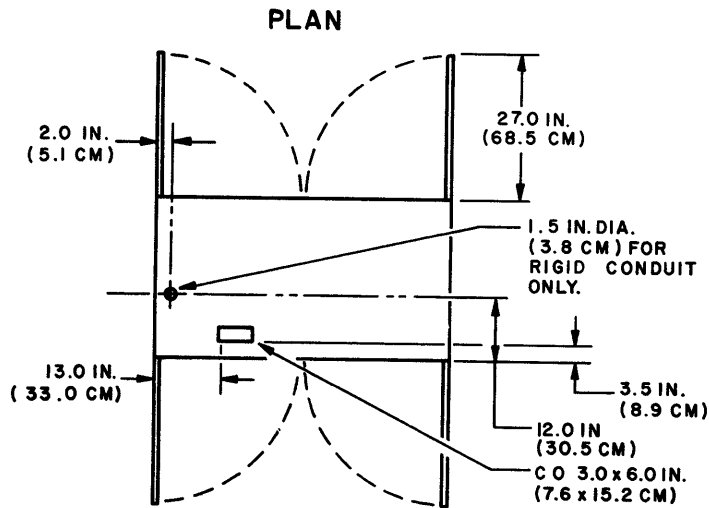 PLAN
2.0 IN.
(5.1 CM)
27.0 IN.
(68.5 CM)
1.5 IN. DIA.
(3.8 CM) FOR
RIGID CONDUIT
ONLY.
13.0 IN.
(33.0 CM)
3.5 IN.
(8.9 CM)
12.0 IN
(30.5 CM)
C O 3.0 x 6.0 IN.
(7.6 x 15.2 CM)